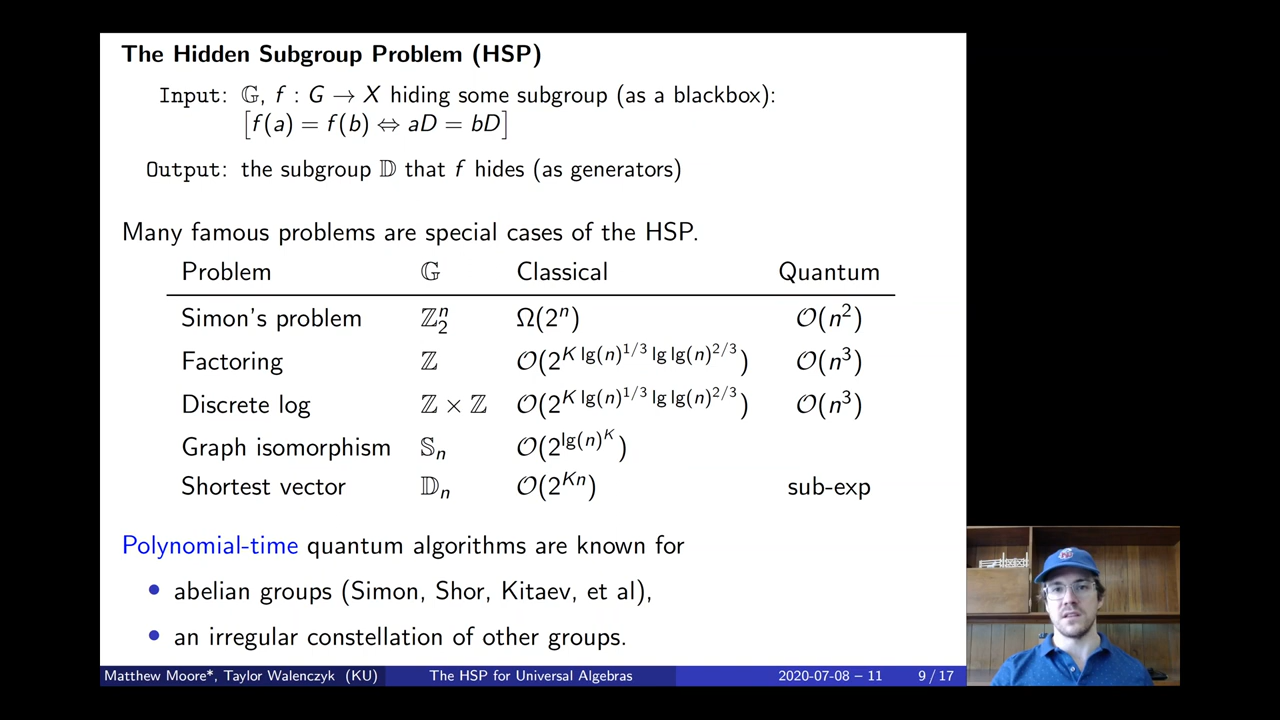 The Hidden Subgroup Problem (HSP)
Input: 𝔾, f : G → X hiding some subgroup (as a blackbox):
[f(a) = f(b) ⇔ aD = bD]
Output: the subgroup 𝔻 that f hides (as generators)
Many famous problems are special cases of the HSP.
Problem 𝔾 Classical Quantum
Simon's problem ℤ₂ⁿ Ω(2ⁿ) 𝒪(n²)
Factoring ℤ 𝒪(2^{K lg(n)^{1/3} lg lg(n)^{2/3}}) 𝒪(n³)
Discrete log ℤ × ℤ 𝒪(2^{K lg(n)^{1/3} lg lg(n)^{2/3}}) 𝒪(n³)
Graph isomorphism 𝕊ₙ 𝒪(2^{lg(n)^K})
Shortest vector 𝔻ₙ 𝒪(2^{Kn}) sub-exp
Polynomial-time quantum algorithms are known for
• abelian groups (Simon, Shor, Kitaev, et al),
• an irregular constellation of other groups.
Matthew Moore*, Taylor Walenczyk (KU) The HSP for Universal Algebras 2020-07-08 – 11 9 / 17